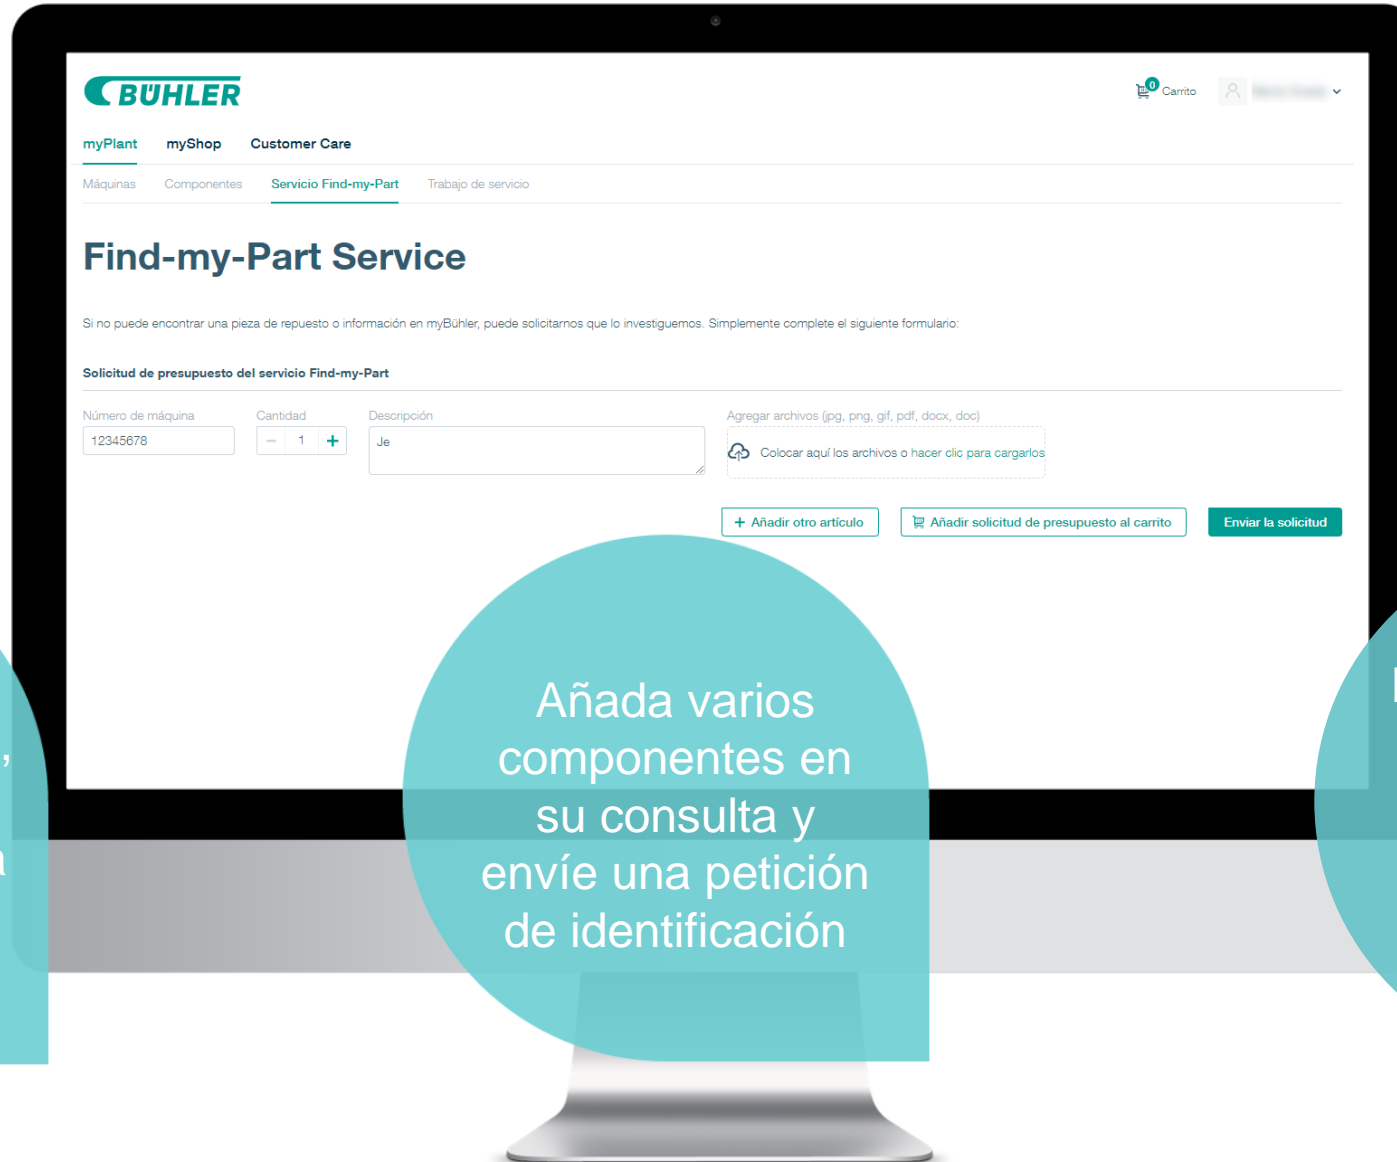 BÜHLER
0 Carrito
myPlant myShop Customer Care
Máquinas Componentes Servicio Find-my-Part Trabajo de servicio
Find-my-Part Service
Si no puede encontrar una pieza de repuesto o información en myBühler, puede solicitarnos que lo investiguemos. Simplemente complete el siguiente formulario:
Solicitud de presupuesto del servicio Find-my-Part
Número de máquina Cantidad Descripción Agregar archivos (jpg, png, gif, pdf, docx, doc)
12345678 − 1 + Je Colocar aquí los archivos o hacer clic para cargarlos
+ Añadir otro artículo Añadir solicitud de presupuesto al carrito Enviar la solicitud
Añada varios
componentes en
su consulta y
envíe una petición
de identificación